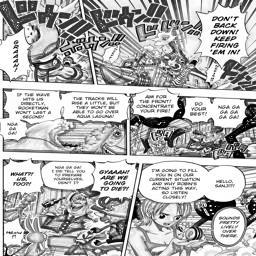 DON'T
BACK
DOWN!
KEEP
FIRING
'EM IN!
IF THE WAVE
HITS US
DIRECTLY,
ROCKETMAN
WON'T LAST
A SECOND!
NGA
GA
GA!
THE TRACKS WILL
RISE A LITTLE, BUT
THEY WON'T
BE ABLE TO GO
OVER
AQUA LAGUNA!
AIM FOR
THE FRONT!
CONCENTRATE
YOUR FIRE!
DO
YOUR
BEST!
NGA GA
GA GA
GA!
WHAT?!
US,
TOO?!
NGA GA!
DID I TELL YOU
TO PREPARE
YOURSELVES,
DIDN'T I?
GYAAAH!
ARE WE
GOING
TO DIE?!
I'M GOING TO FILL
YOU IN ON OUR
CURRENT SITUATION
AND WHY ROBIN'S
ACTING THIS WAY,
SO LISTEN
CLOSELY!
HELLO,
SANJI?!
SOUNDS
PRETTY
LIVELY
OVER
THERE.